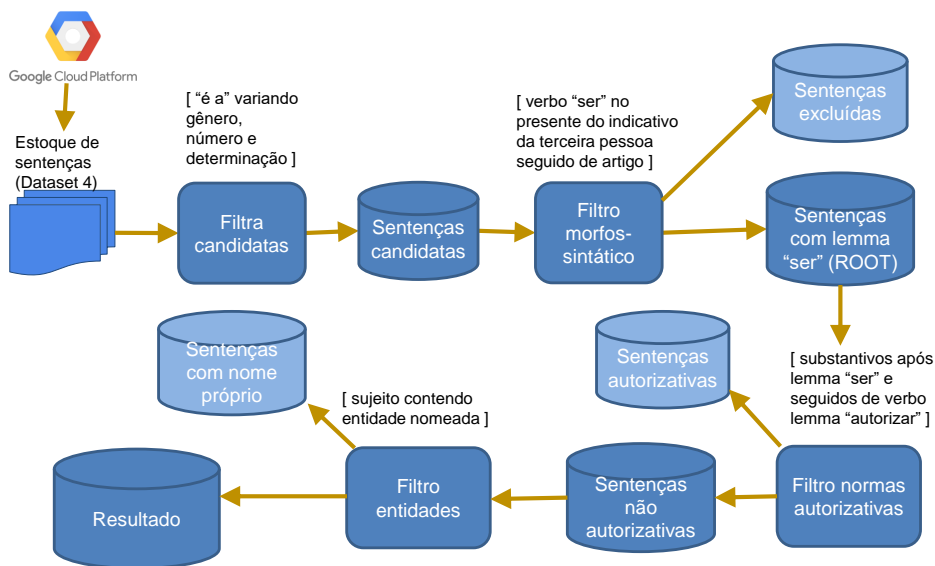 Google Cloud Platform
Estoque de
sentenças
(Dataset 4)
[ “é a” variando
gênero,
número e
determinação ]
Filtra
candidatas
Sentenças
candidatas
[ verbo “ser” no
presente do indicativo
da terceira pessoa
seguido de artigo ]
Filtro
morfos-
sintático
Sentenças
excluídas
Sentenças
com lemma
“ser” (ROOT)
[ substantivos após
lemma “ser” e
seguidos de verbo
lemma “autorizar” ]
Filtro normas
autorizativas
Sentenças
autorizativas
Sentenças
não
autorizativas
[ sujeito contendo
entidade nomeada ]
Filtro
entidades
Sentenças
com nome
próprio
Resultado